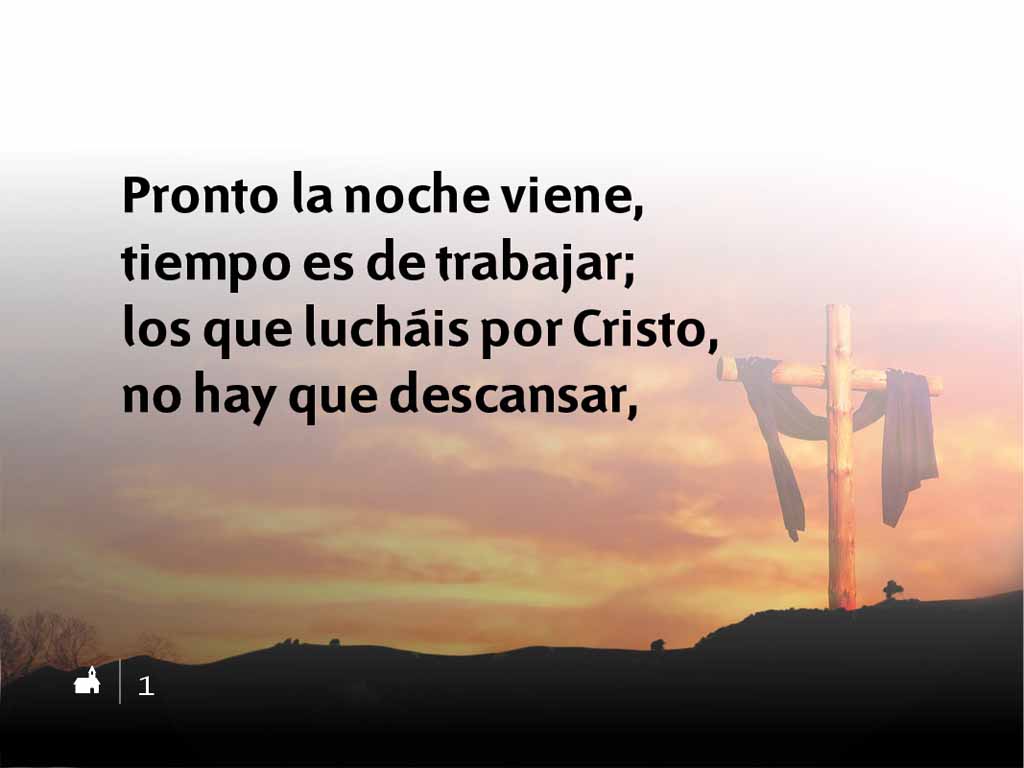 Pronto la noche viene,
tiempo es de trabajar;
los que lucháis por Cristo,
no hay que descansar,
1